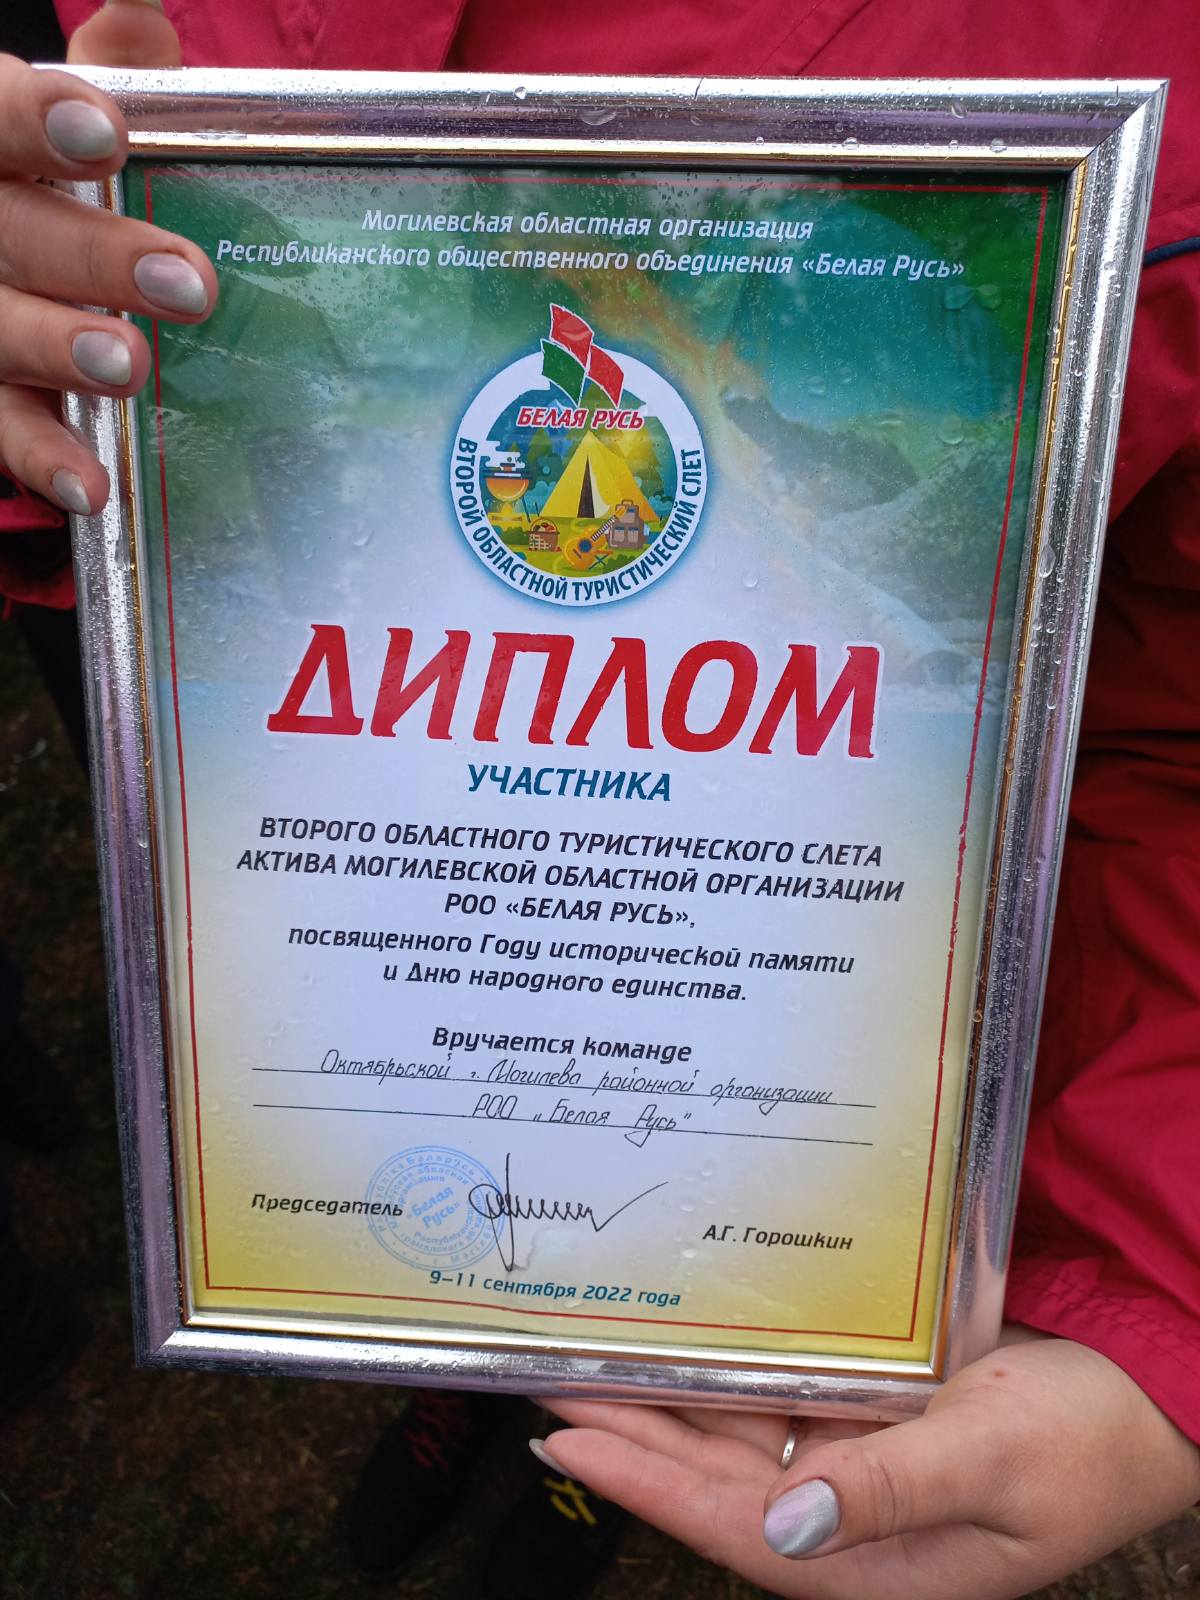 Могилевская областная организация
Республиканского общественного объединения «Белая Русь»
БЕЛАЯ РУСЬ
ВТОРОЙ ОБЛАСТНОЙ ТУРИСТИЧЕСКИЙ СЛЕТ
ДИПЛОМ
УЧАСТНИКА
ВТОРОГО ОБЛАСТНОГО ТУРИСТИЧЕСКОГО СЛЕТА
АКТИВА МОГИЛЕВСКОЙ ОБЛАСТНОЙ ОРГАНИЗАЦИИ
РОО «БЕЛАЯ РУСЬ»,
посвященного Году исторической памяти
и Дню народного единства.
Вручается команде
Октябрьской г. Могилева районной организации
РОО „Белая Русь"
Председатель
«Белая
Русь»
А.Г. Горошкин
9–11 сентября 2022 года